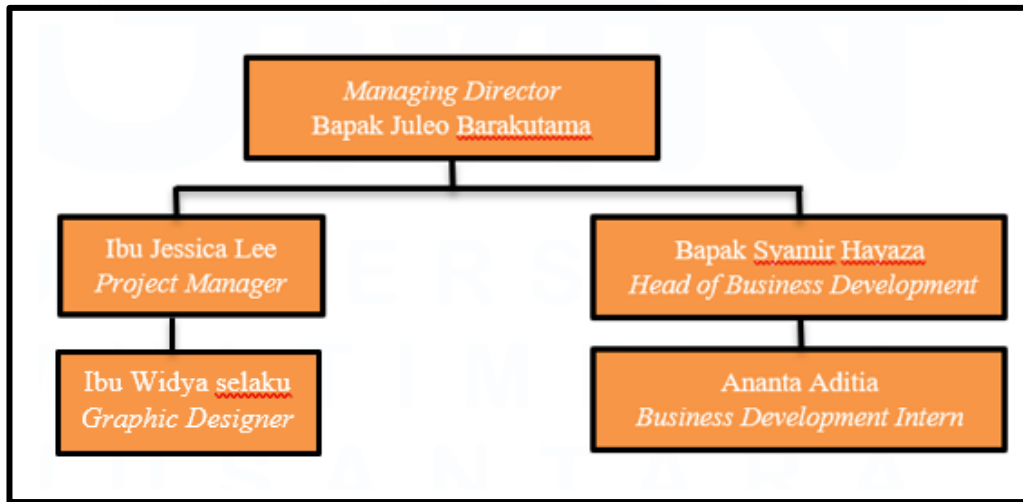 Managing Director
Bapak Juleo Barakutama
Ibu Jessica Lee
Project Manager
Bapak Syamir Hayaza
Head of Business Development
Ibu Widya selaku
Graphic Designer
Ananta Aditia
Business Development Intern